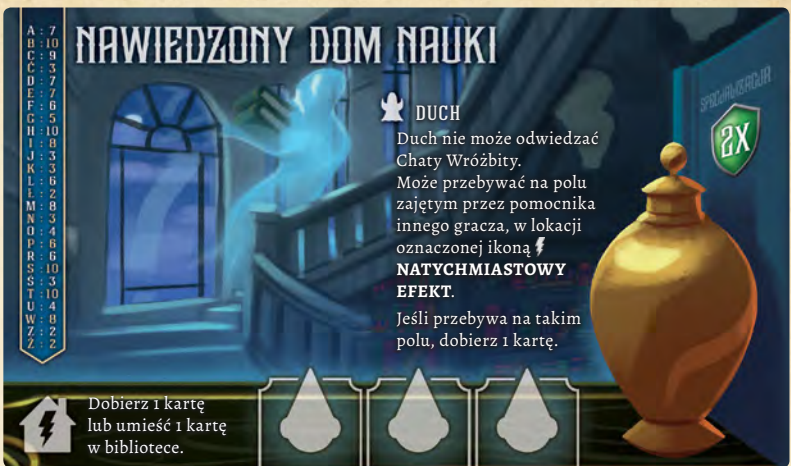 A : 7
B : 10
C : 9
Ć : 3
D : 7
E : 7
F : 6
G : 5
H : 10
I : 8
J : 3
K : 3
L : 6
Ł : 2
M : 8
N : 3
O : 4
P : 6
R : 6
S : 10
Ś : 3
T : 10
U : 4
W : 8
Z : 2
Ż : 2
NAWIEDZONY DOM NAUKI
DUCH
Duch nie może odwiedzać
Chaty Wróżbity.
Może przebywać na polu
zajętym przez pomocnika
innego gracza, w lokacji
oznaczonej ikoną
NATYCHMIASTOWY
EFEKT.
Jeśli przebywa na takim
polu, dobierz 1 kartę.
SPECJALIZACJA
2X
Dobierz 1 kartę
lub umieść 1 kartę
w bibliotece.